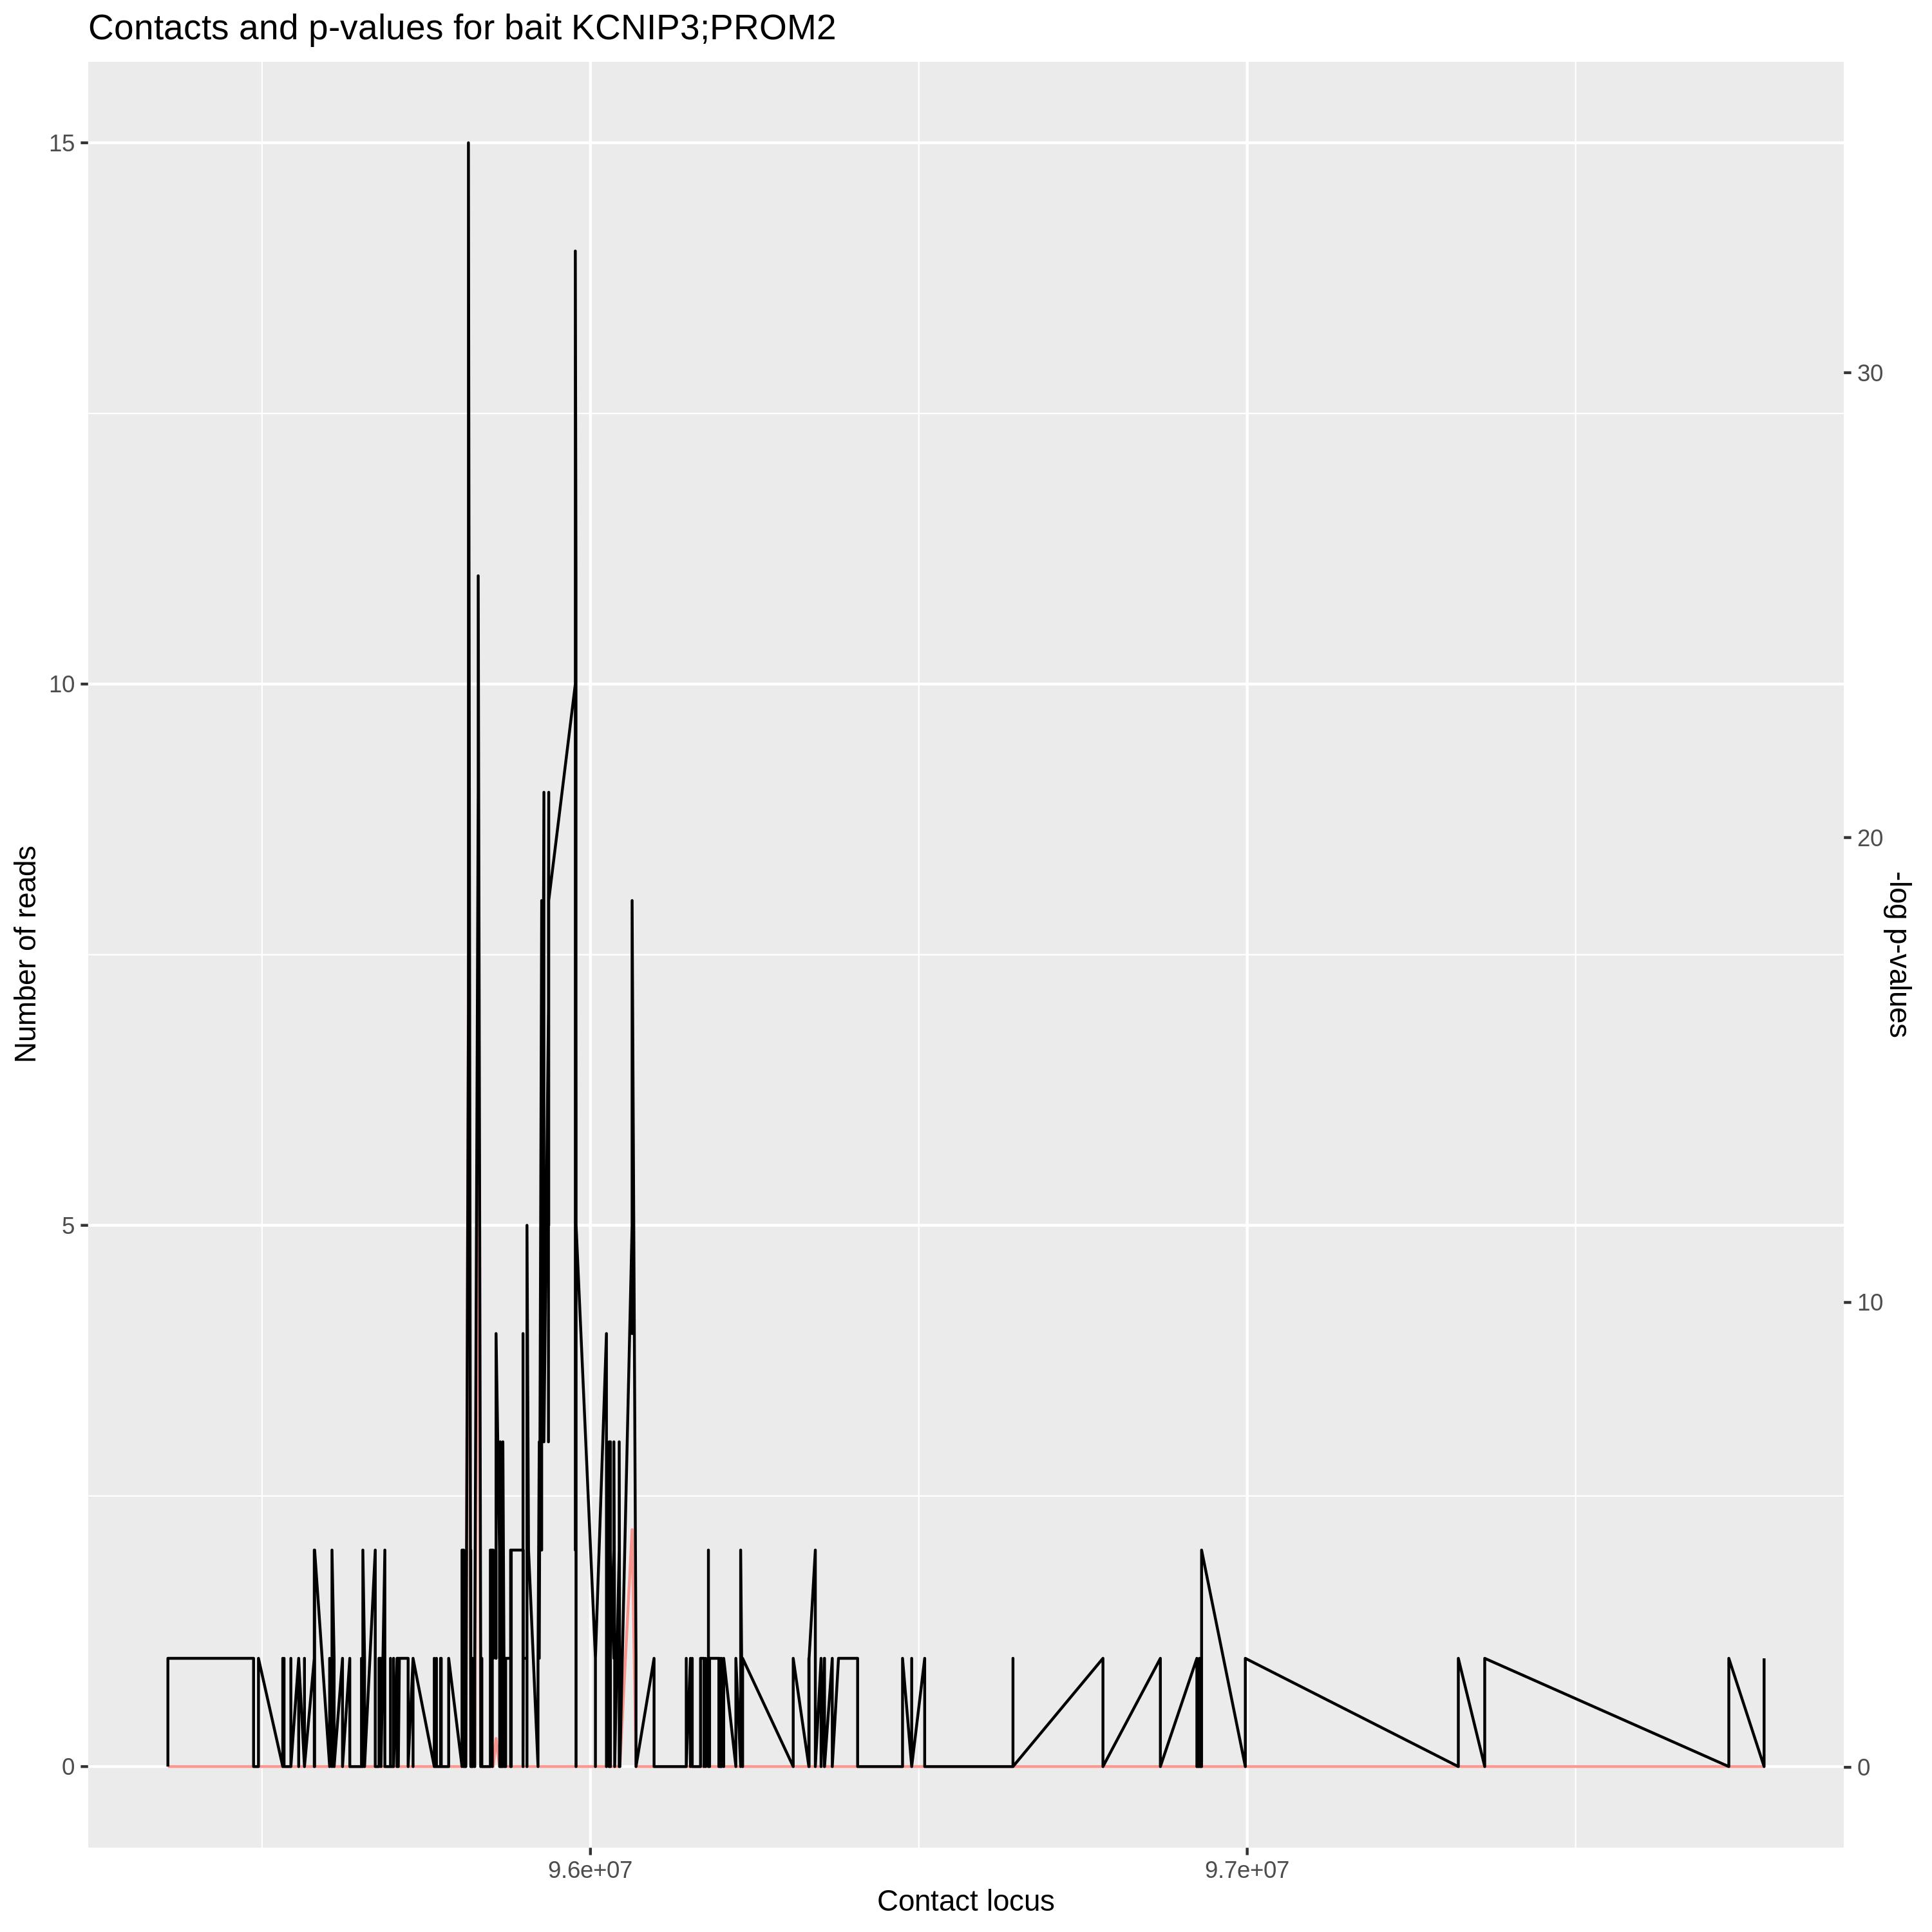 Contacts and p-values for bait KCNIP3;PROM2
15
10
5
0
Number of reads
30
20
10
0
-log p-values
9.6e+07
9.7e+07
Contact locus